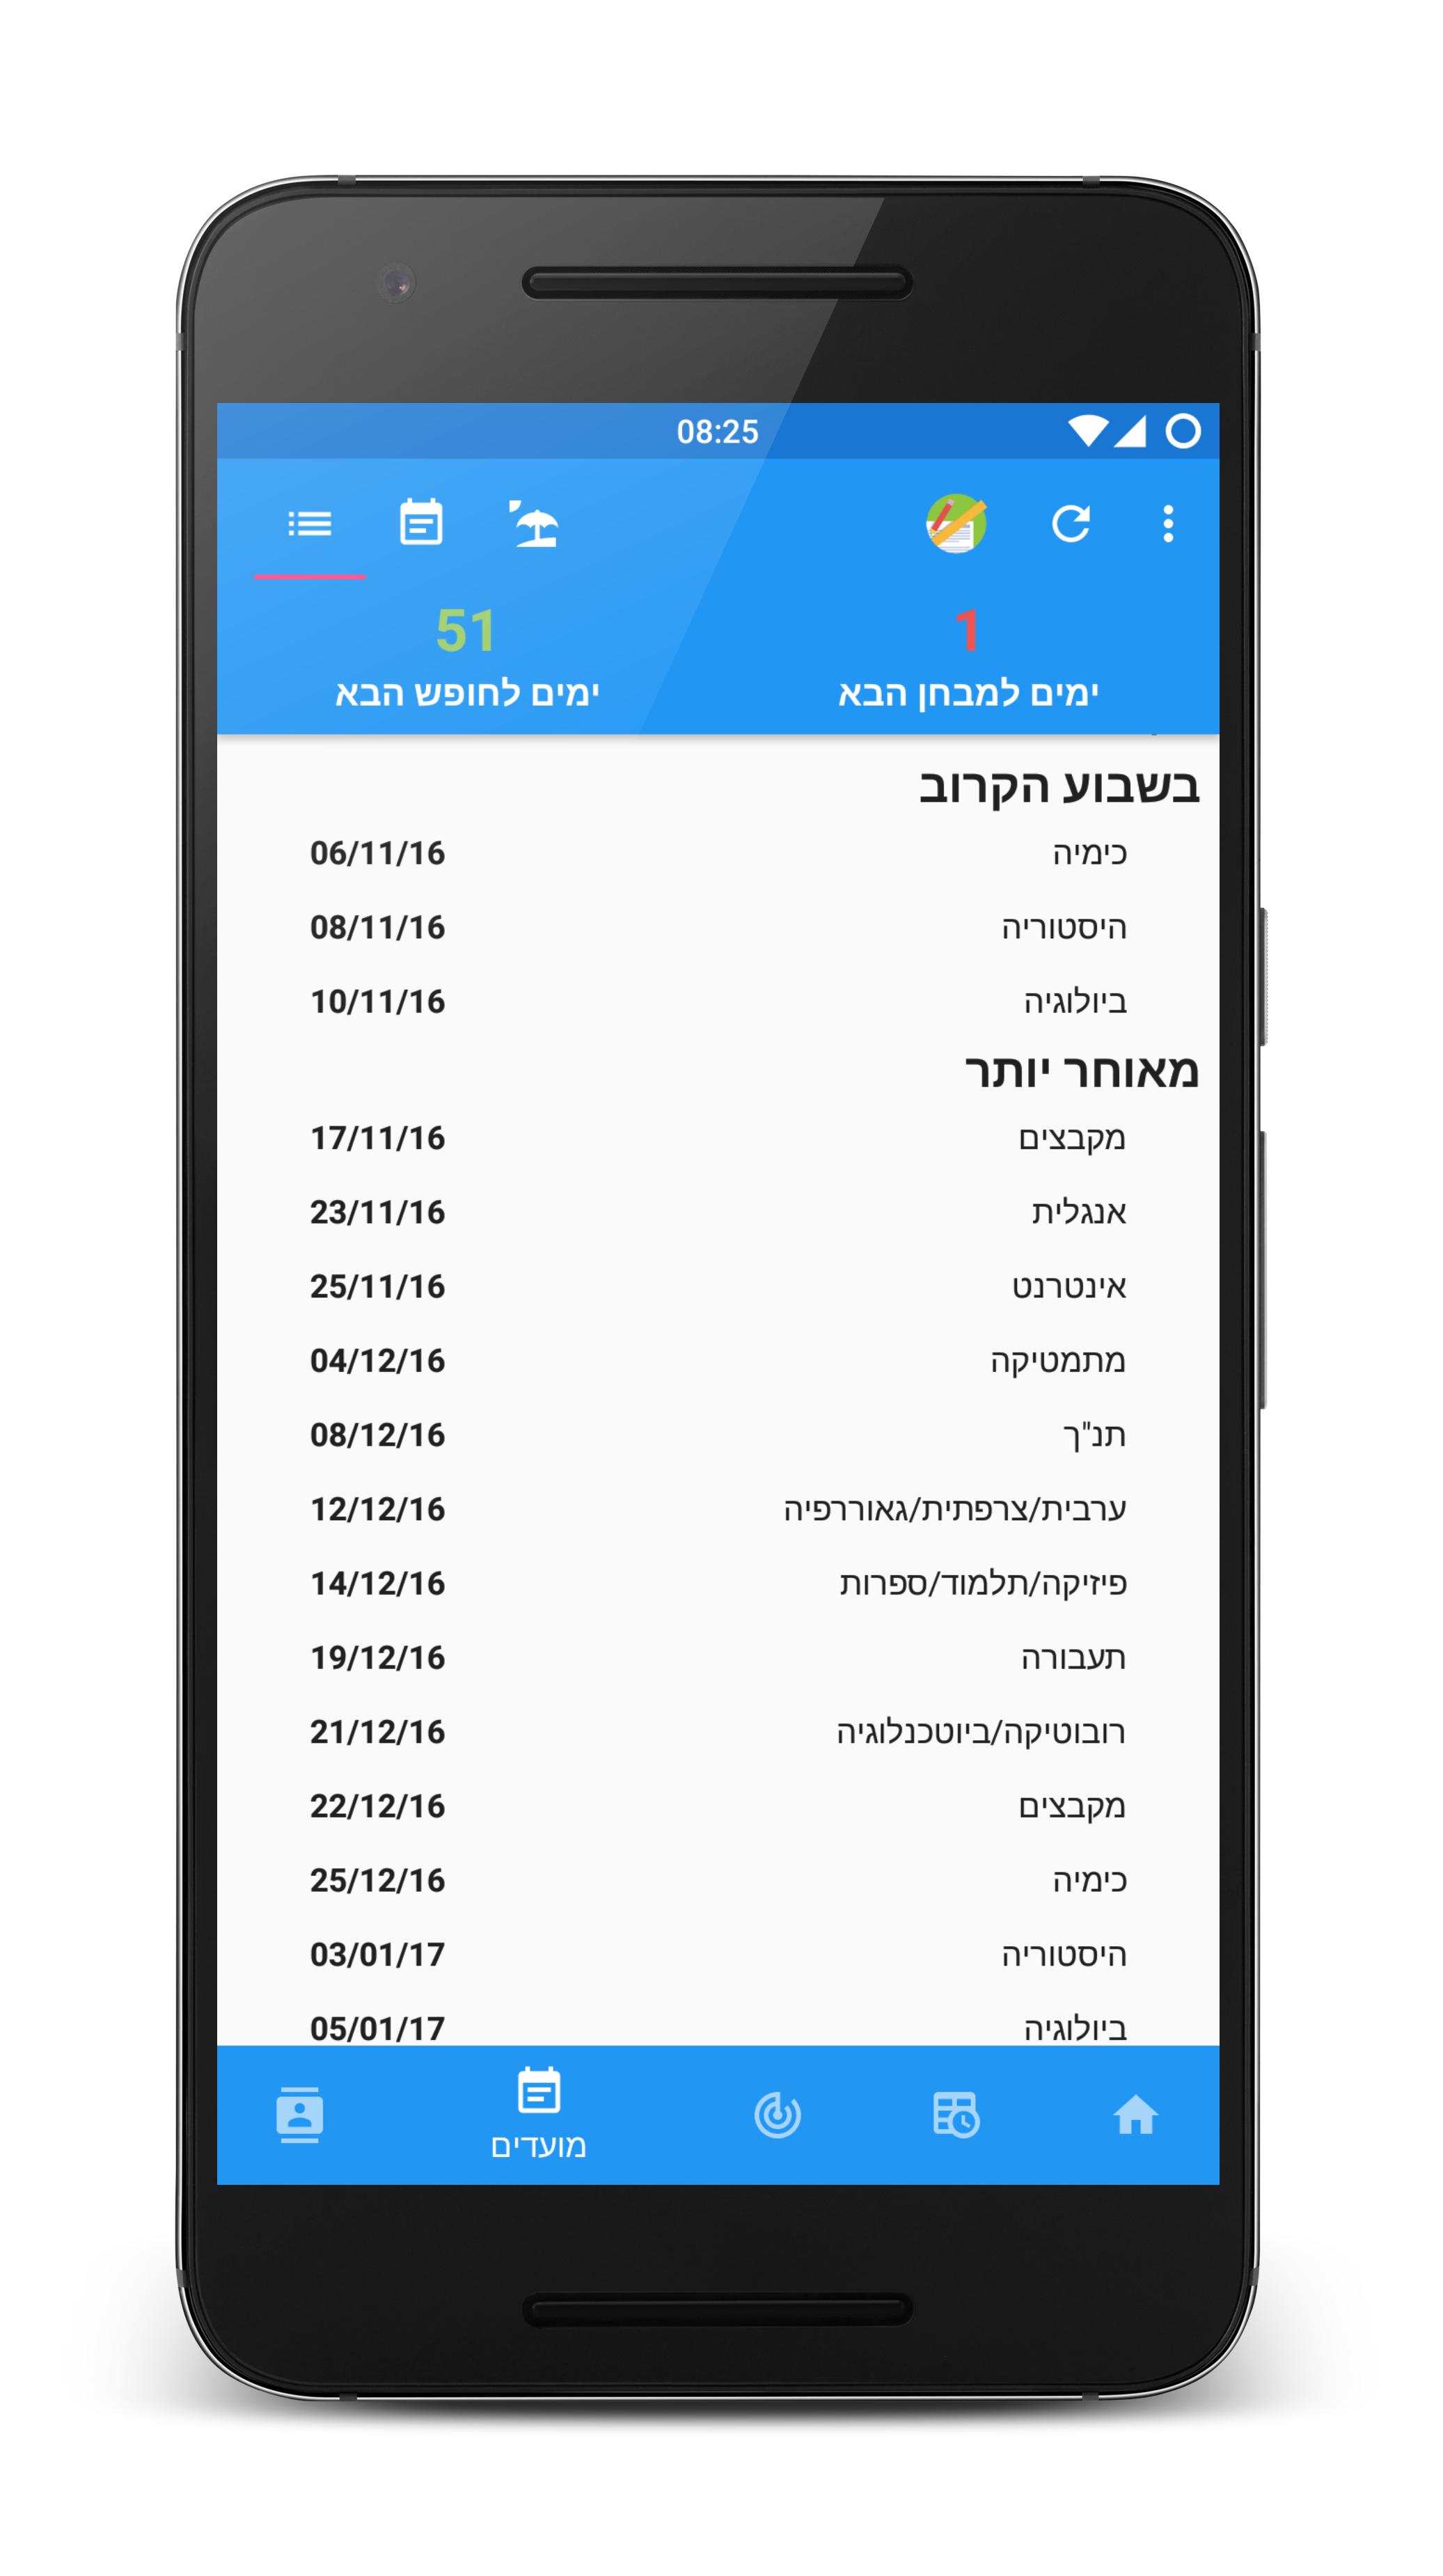 08:25
1
ימים למבחן הבא
51
ימים לחופש הבא
בשבוע הקרוב
כימיה 06/11/16
היסטוריה 08/11/16
ביולוגיה 10/11/16
מאוחר יותר
מקבצים 17/11/16
אנגלית 23/11/16
אינטרנט 25/11/16
מתמטיקה 04/12/16
תנ"ך 08/12/16
ערבית/צרפתית/גאוררפיה 12/12/16
פיזיקה/תלמוד/ספרות 14/12/16
תעבורה 19/12/16
רובוטיקה/ביוטכנלוגיה 21/12/16
מקבצים 22/12/16
כימיה 25/12/16
היסטוריה 03/01/17
ביולוגיה 05/01/17
מועדים